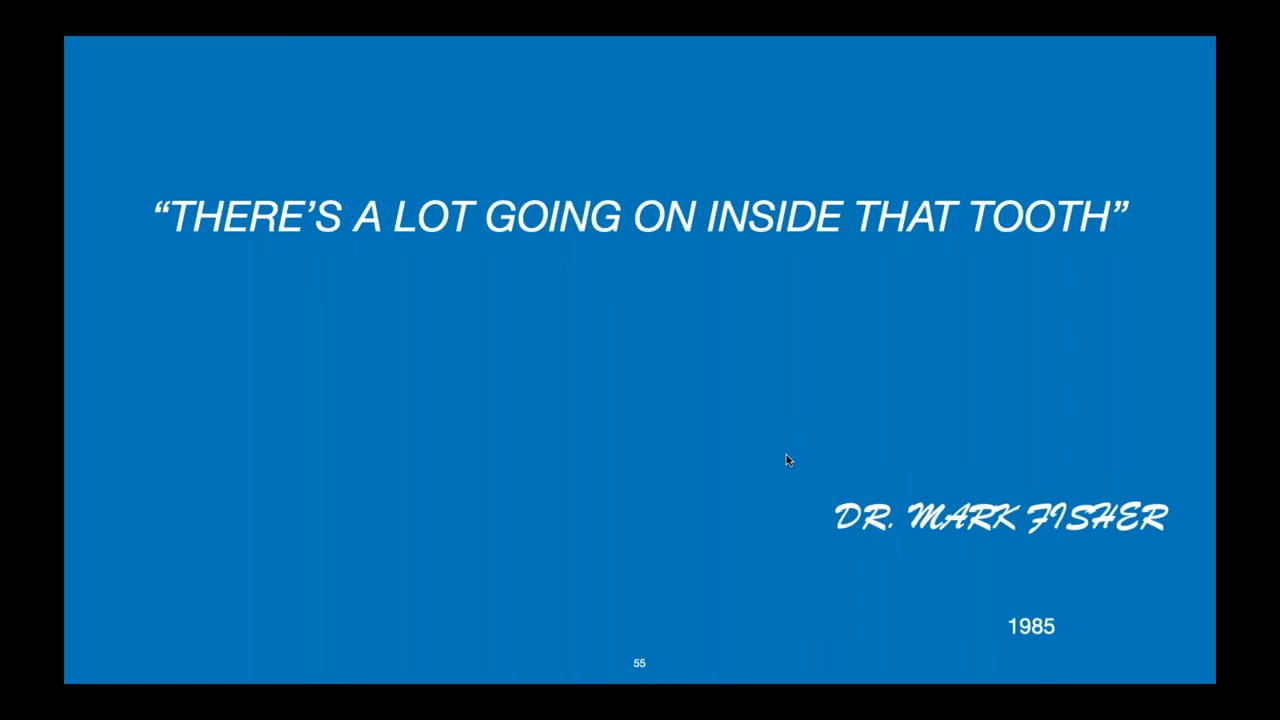 “THERE’S A LOT GOING ON INSIDE THAT TOOTH”
DR. MARK FISHER
1985
55